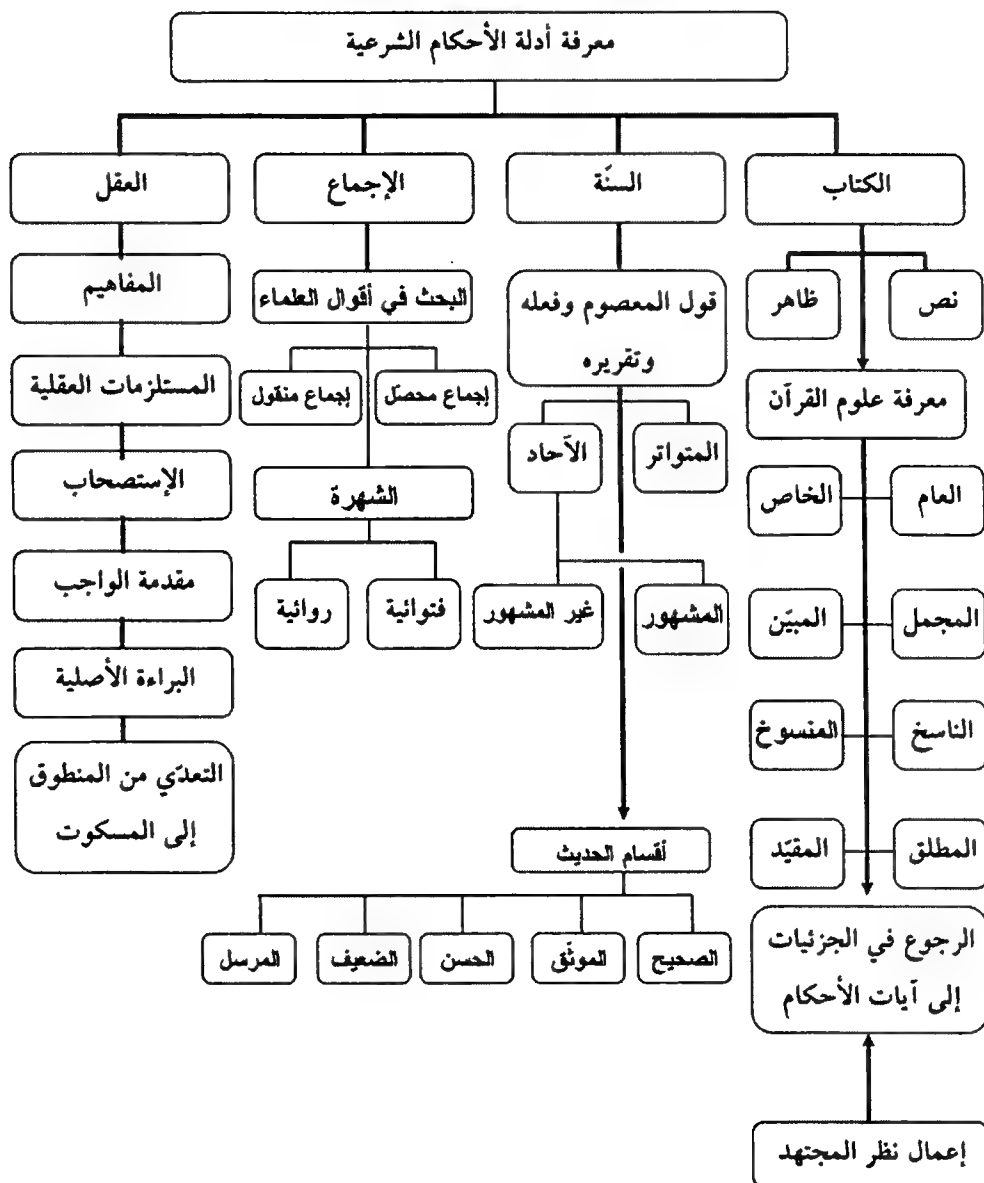 معرفة أدلة الأحكام الشرعية
الكتاب
السنّة
الإجماع
العقل
نص
ظاهر
معرفة علوم القرآن
العام
الخاص
المجمل
المبيّن
الناسخ
المنسوخ
المطلق
المقيّد
الرجوع في الجزئيات
إلى آيات الأحكام
إعمال نظر المجتهد
قول المعصوم وفعله
وتقريره
المتواتر
الآحاد
المشهور
غير المشهور
أقسام الحديث
الصحيح
الموثّق
الحسن
الضعيف
المرسل
البحث في أقوال العلماء
إجماع محصّل
إجماع منقول
الشهرة
فتوائية
روائية
المفاهيم
المستلزمات العقلية
الإستصحاب
مقدمة الواجب
البراءة الأصلية
التعدّي من المنطوق
إلى المسكوت